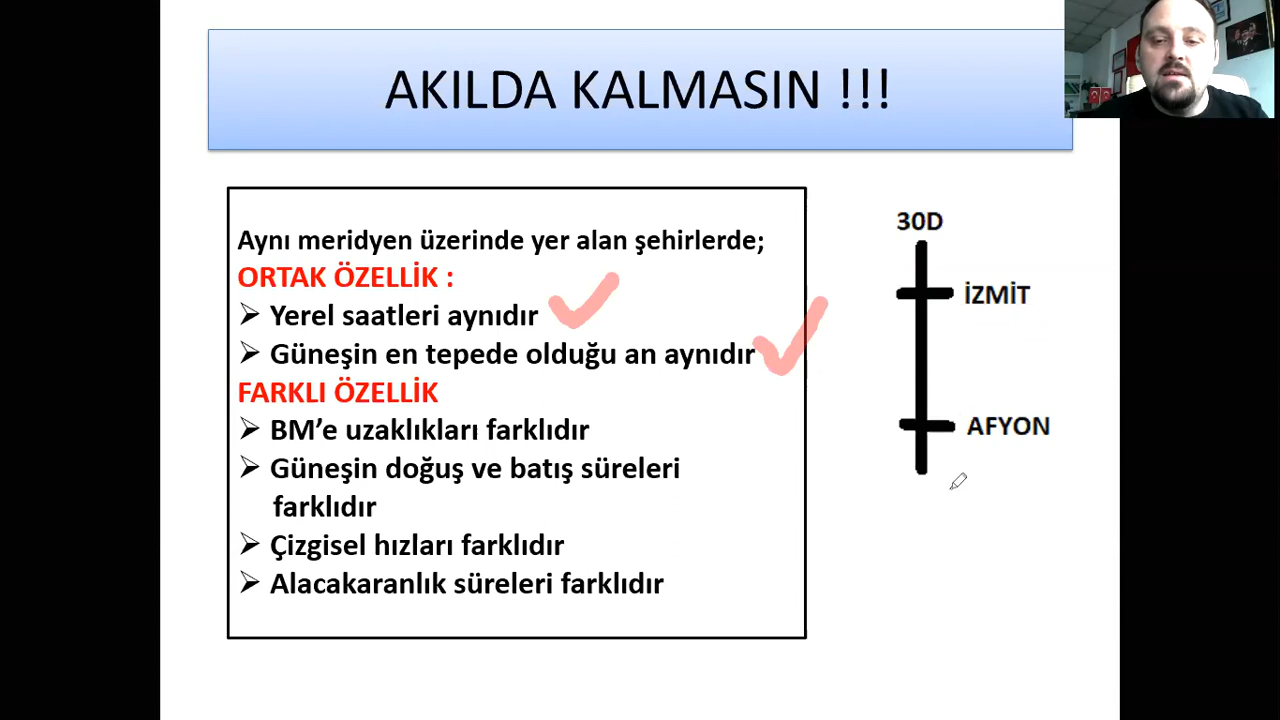 AKILDA KALMASIN !!!
Aynı meridyen üzerinde yer alan şehirlerde;
ORTAK ÖZELLİK :
Yerel saatleri aynıdır
Güneşin en tepede olduğu an aynıdır
FARKLI ÖZELLİK
BM’e uzaklıkları farklıdır
Güneşin doğuş ve batış süreleri
farklıdır
Çizgisel hızları farklıdır
Alacakaranlık süreleri farklıdır
30D
İZMİT
AFYON